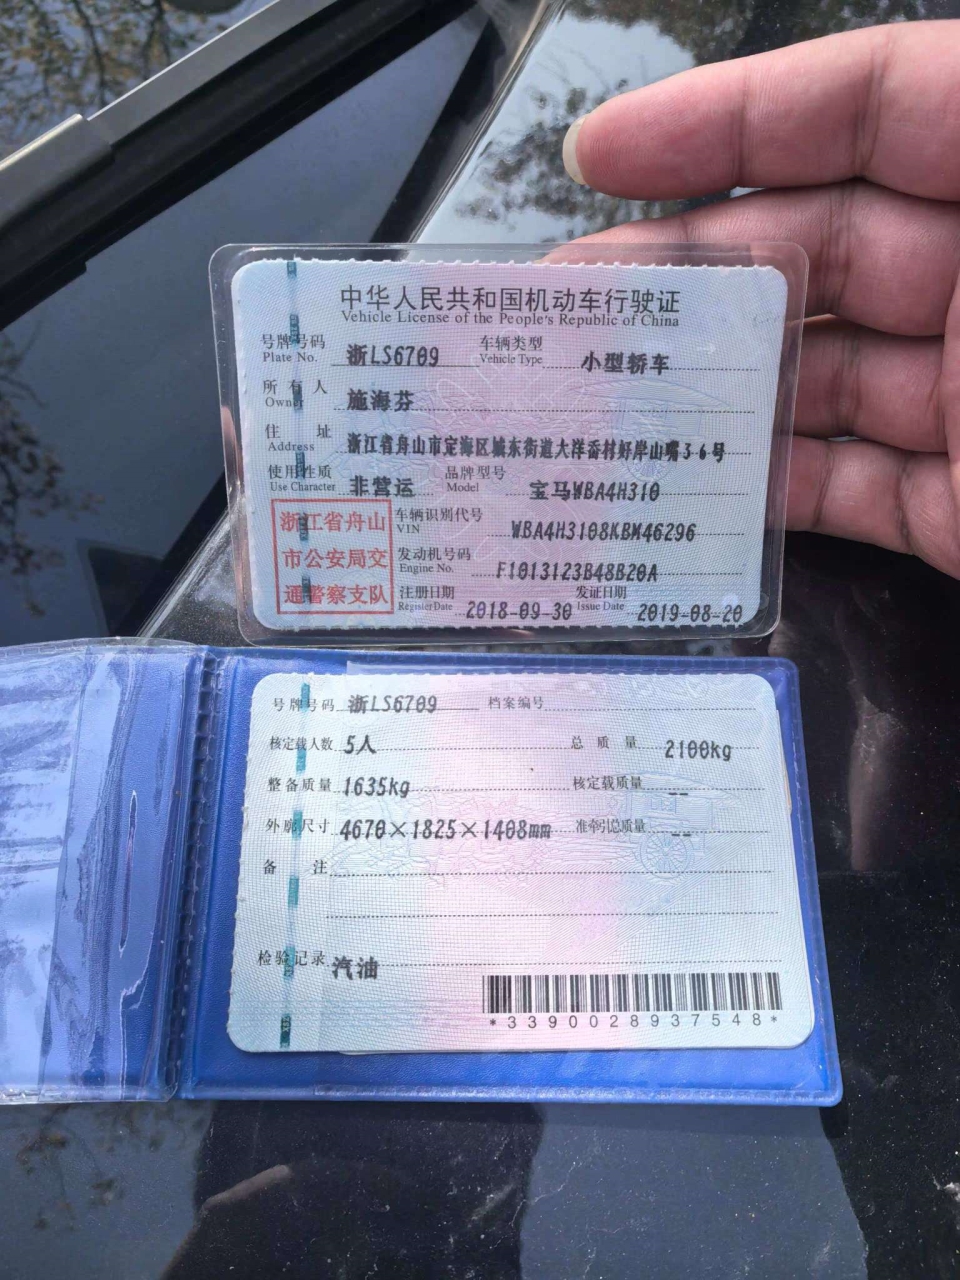 中华人民共和国机动车行驶证
Vehicle License of the People's Republic of China
号牌号码 浙LS6709 车辆类型 小型轿车
Plate No. Vehicle Type
所有人 施海芬
Owner
住址 浙江省舟山市定海区城东街道大洋岙村好岸山嘴36号
Address
使用性质 非营运 品牌型号 宝马WBA4H310
Use Character Model
浙江省舟山
市公安局交
通警察支队
车辆识别代号 WBA4H3108KBM46296
VIN
发动机号码 F1013123B48B20A
Engine No.
注册日期 2018-09-30 发证日期 2019-08-20
Register Date Issue Date
号牌号码 浙LS6709 档案编号
核定载人数 5人 总质量 2100kg
整备质量 1635kg 核定载质量 --
外廓尺寸 4670×1825×1408mm 准牵引总质量 --
备注
检验记录 汽油
*3390028937548*